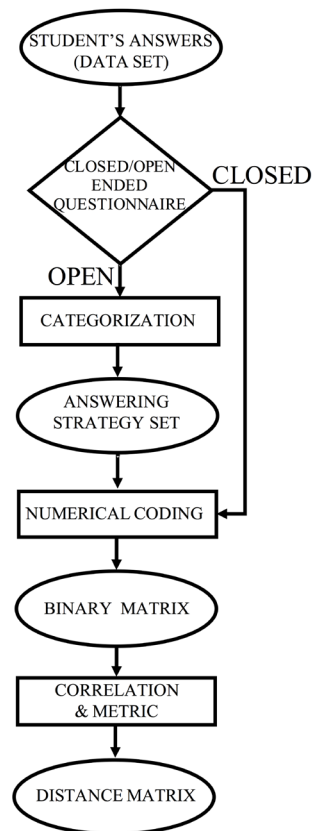 STUDENT'S ANSWERS
(DATA SET)
CLOSED/OPEN
ENDED
QUESTIONNAIRE
CLOSED
OPEN
CATEGORIZATION
ANSWERING
STRATEGY SET
NUMERICAL CODING
BINARY MATRIX
CORRELATION
& METRIC
DISTANCE MATRIX